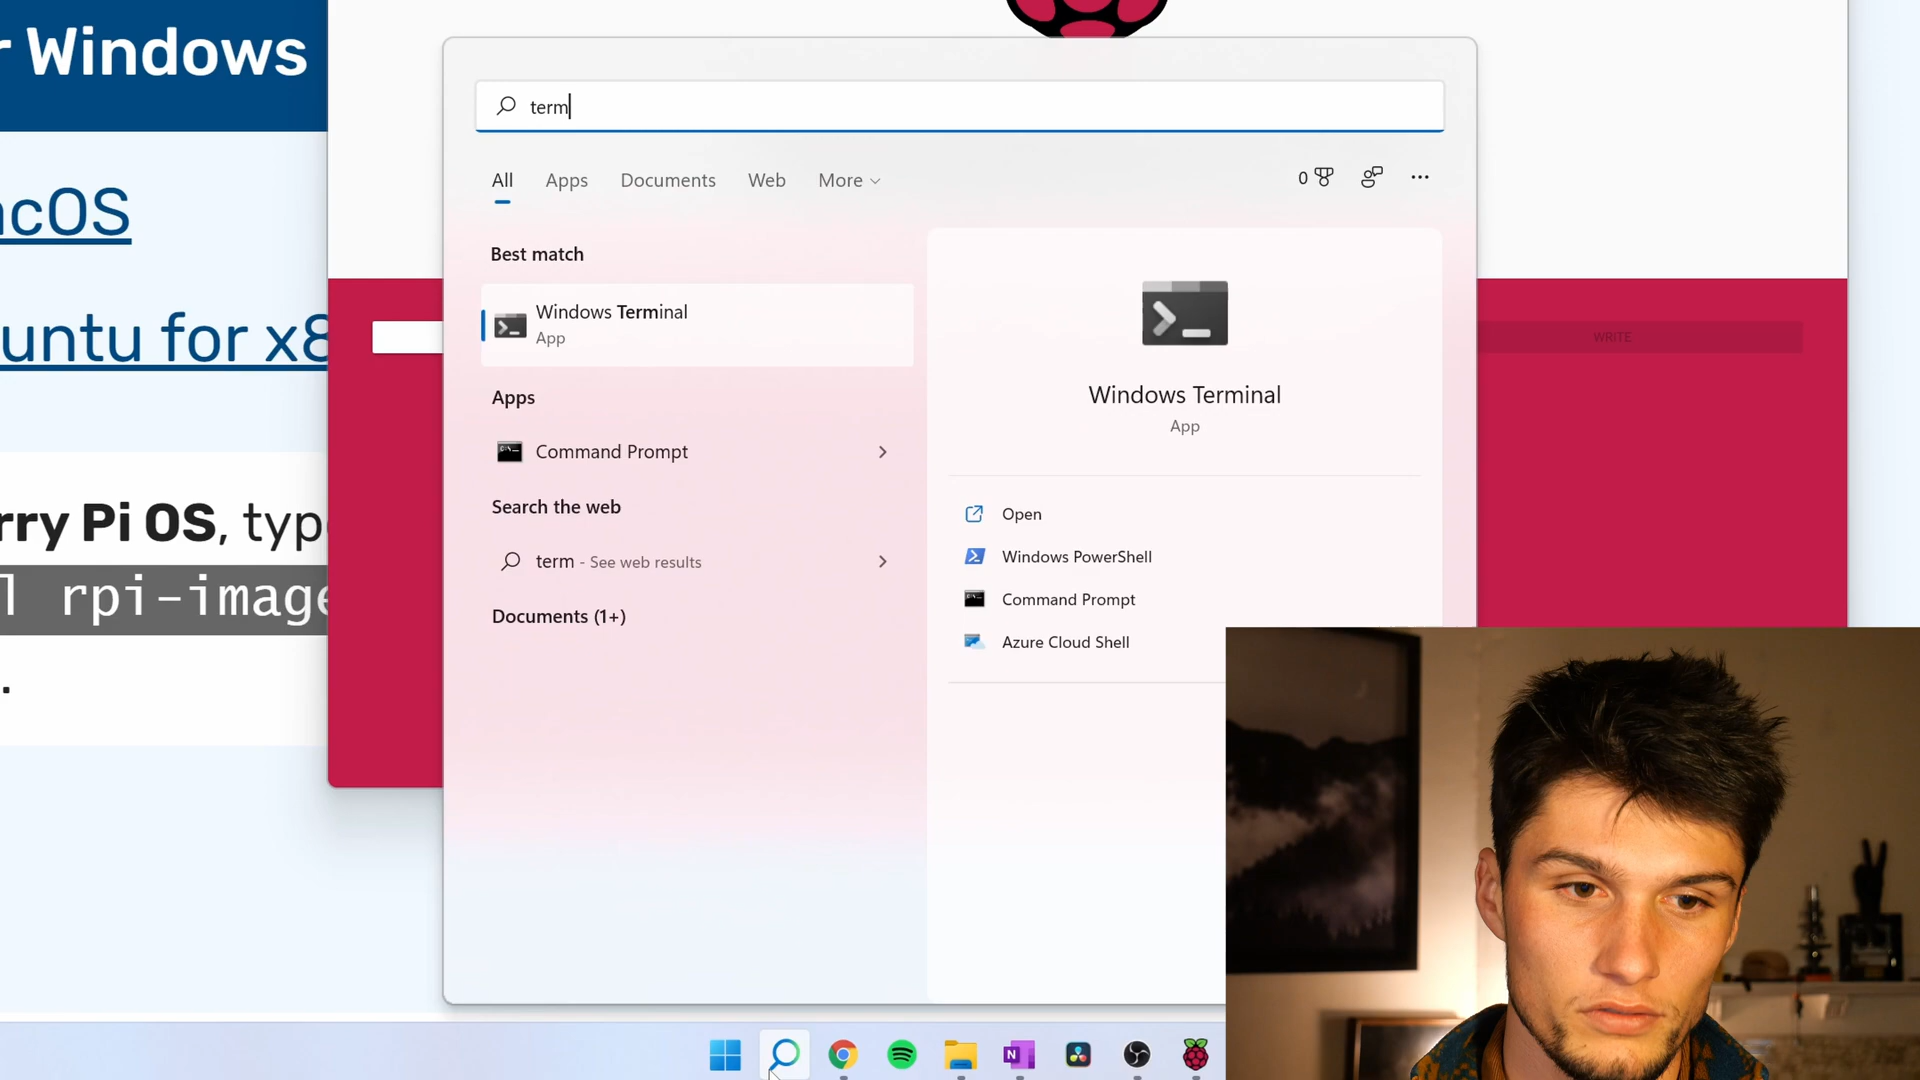 r Windows
acOS
untu for x8
rry Pi OS, typ
l rpi-image
.
WRITE
term
All Apps Documents Web More
0
Best match
Windows Terminal
App
Apps
Command Prompt
Search the web
term - See web results
Documents (1+)
Windows Terminal
App
Open
Windows PowerShell
Command Prompt
Azure Cloud Shell